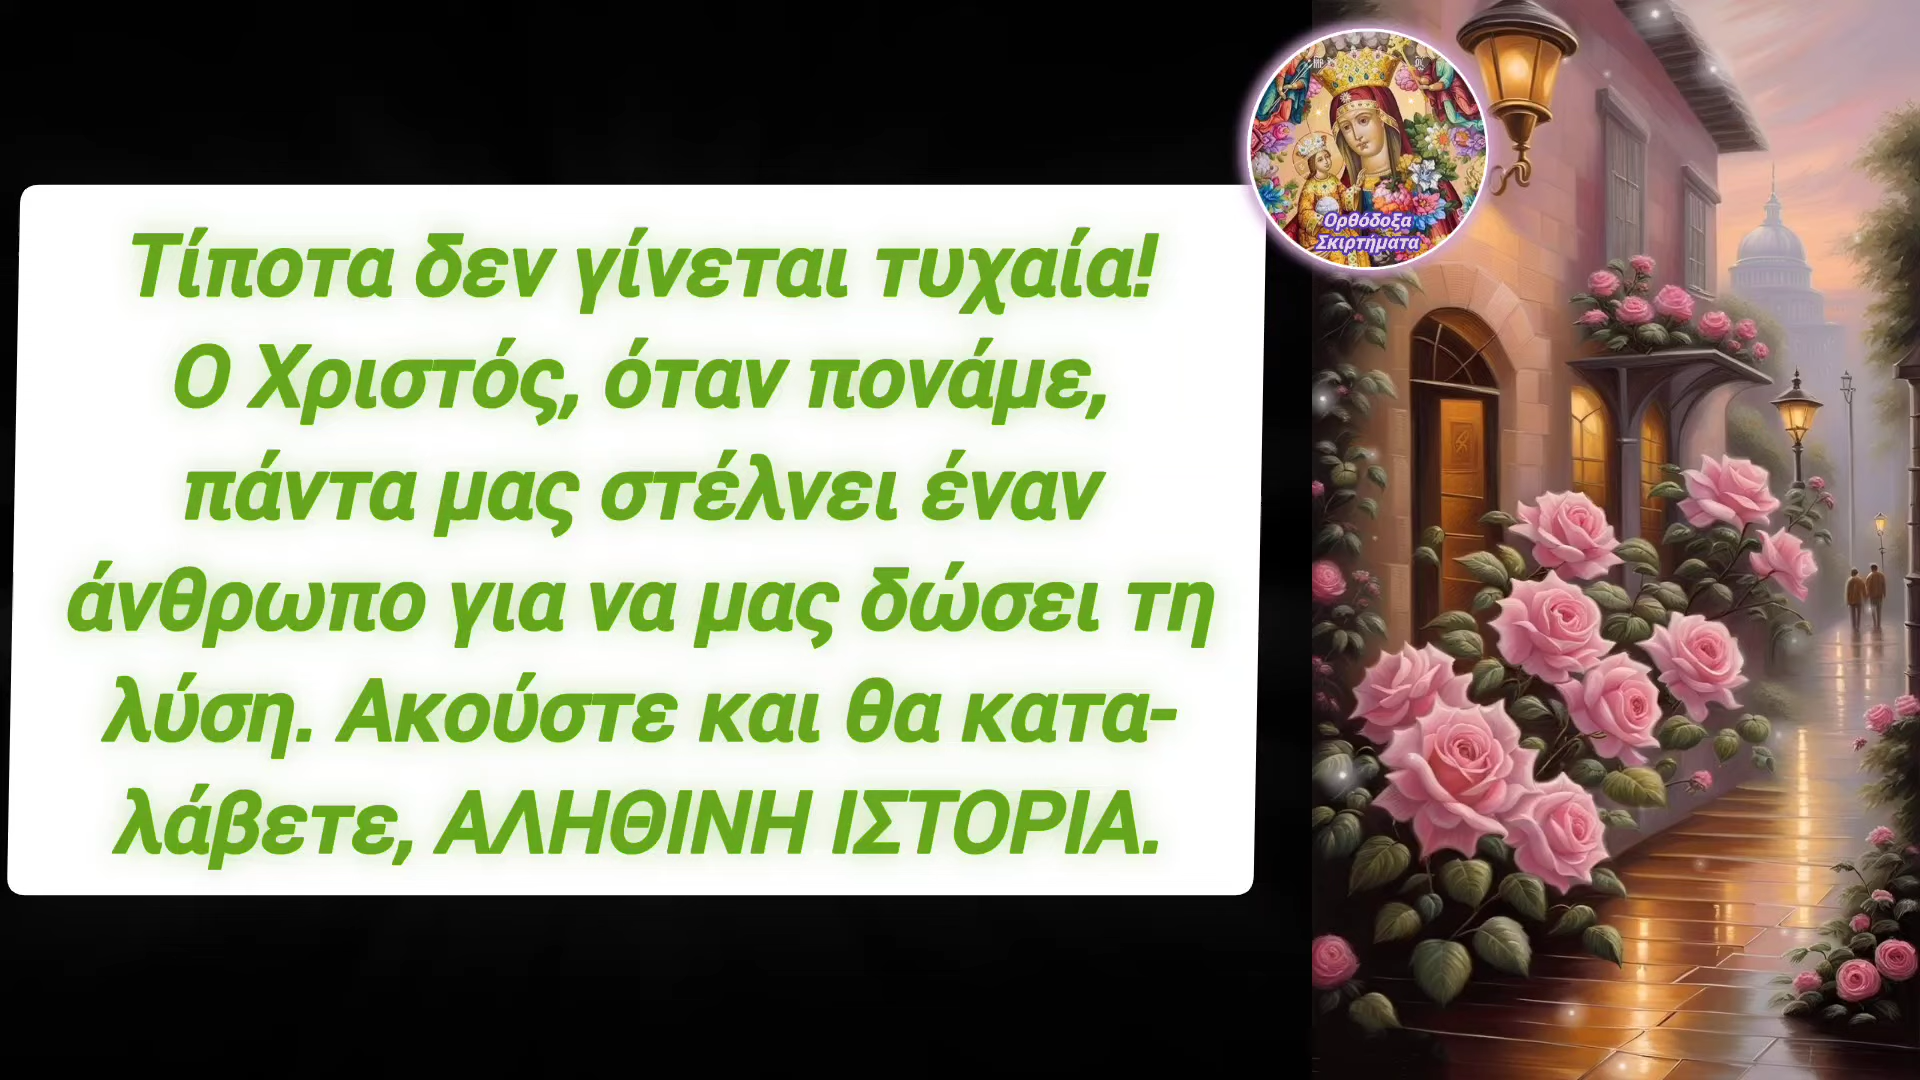 Τίποτα δεν γίνεται τυχαία!
Ο Χριστός, όταν πονάμε,
πάντα μας στέλνει έναν
άνθρωπο για να μας δώσει τη
λύση. Ακούστε και θα κατα-
λάβετε, ΑΛΗΘΙΝΗ ΙΣΤΟΡΙΑ.
Ορθόδοξα
Σκιρτήματα